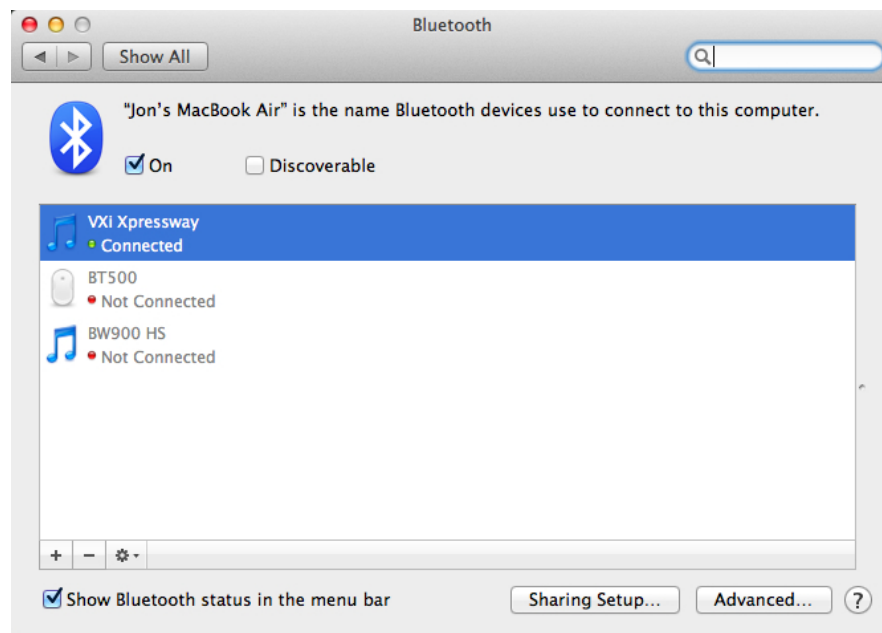 Bluetooth
Show All
“Jon’s MacBook Air” is the name Bluetooth devices use to connect to this computer.
On
Discoverable
VXi Xpressway
Connected
BT500
Not Connected
BW900 HS
Not Connected
+ −
Show Bluetooth status in the menu bar
Sharing Setup...
Advanced...
?